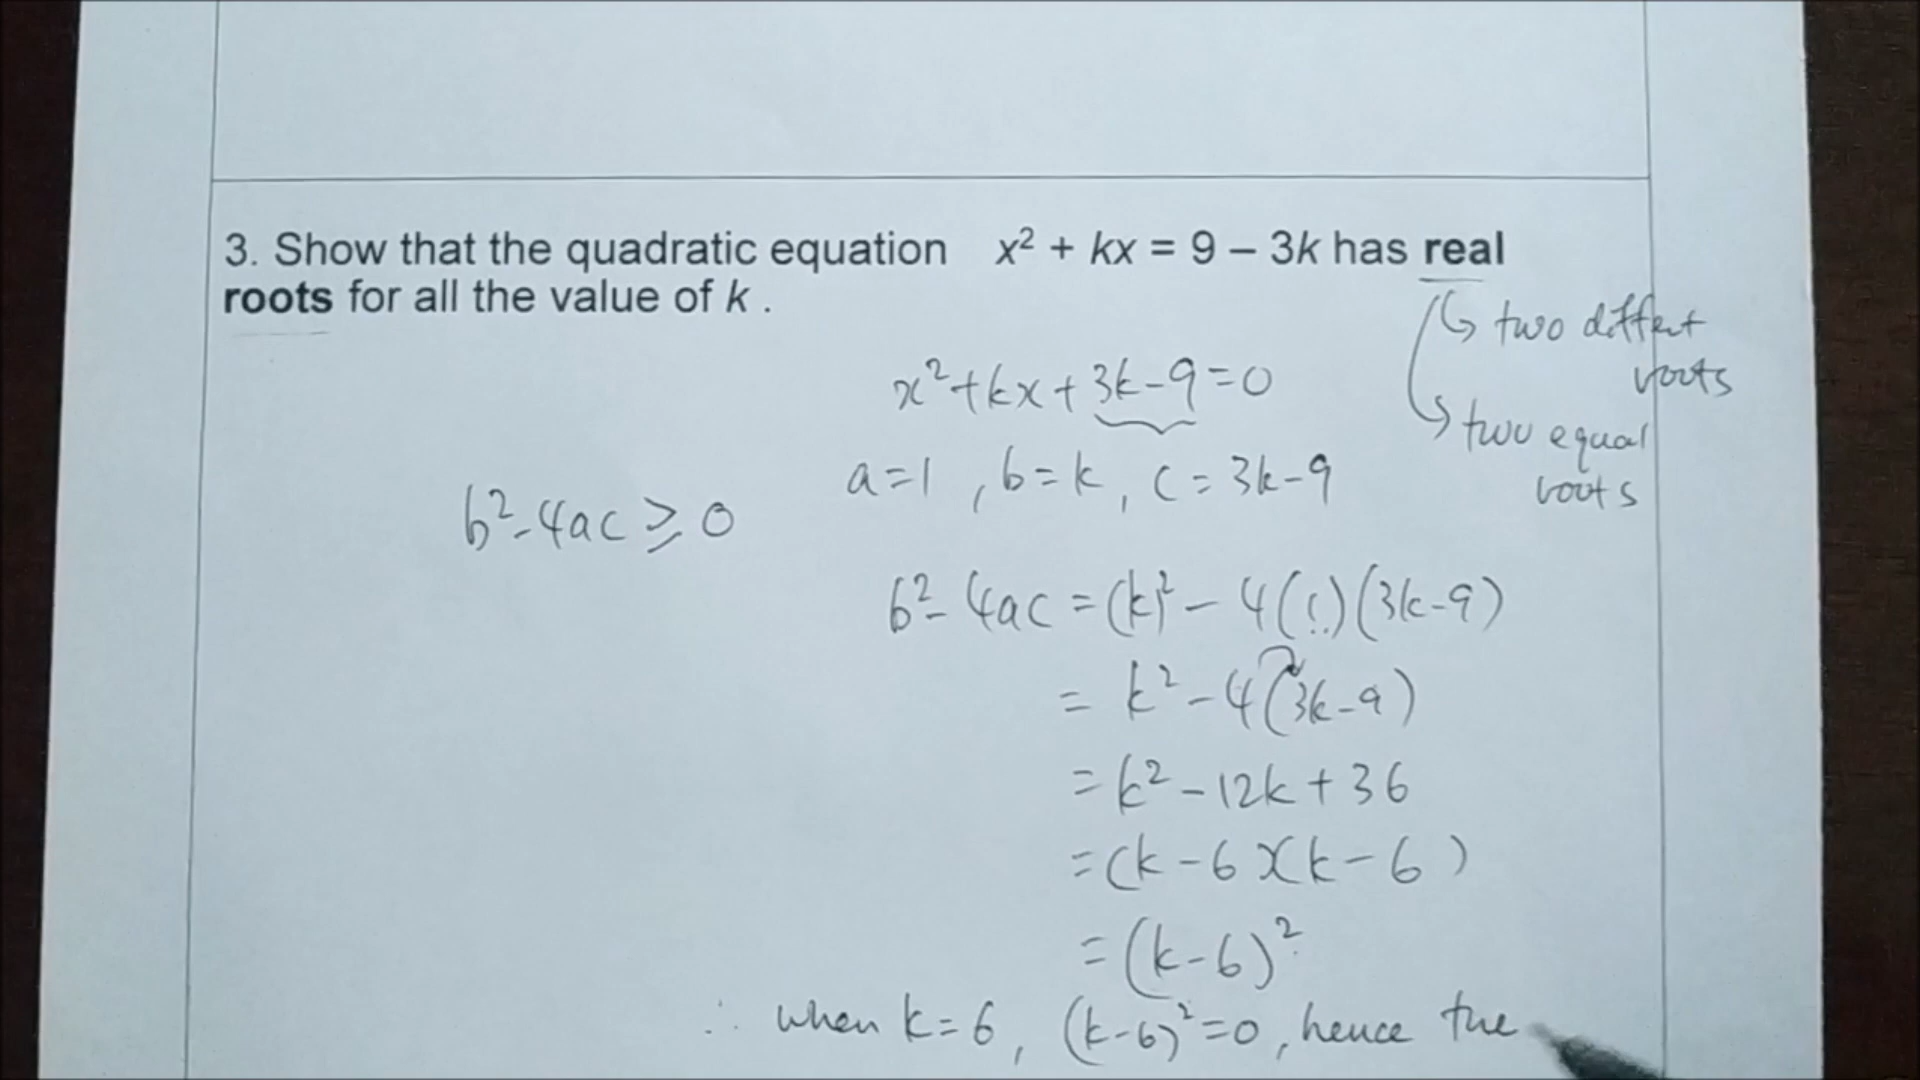 3. Show that the quadratic equation x² + kx = 9 – 3k has real
roots for all the value of k .
two diffent
roots
x²+kx+3k-9=0
two equal
roots
a=1 , b=k , c=3k-9
b²-4ac ≥ 0
b²-4ac = (k)² - 4(1)(3k-9)
= k² - 4(3k-9)
= k² - 12k + 36
= (k-6)(k-6)
= (k-6)²
∴ when k=6 , (k-6)²=0 , hence the